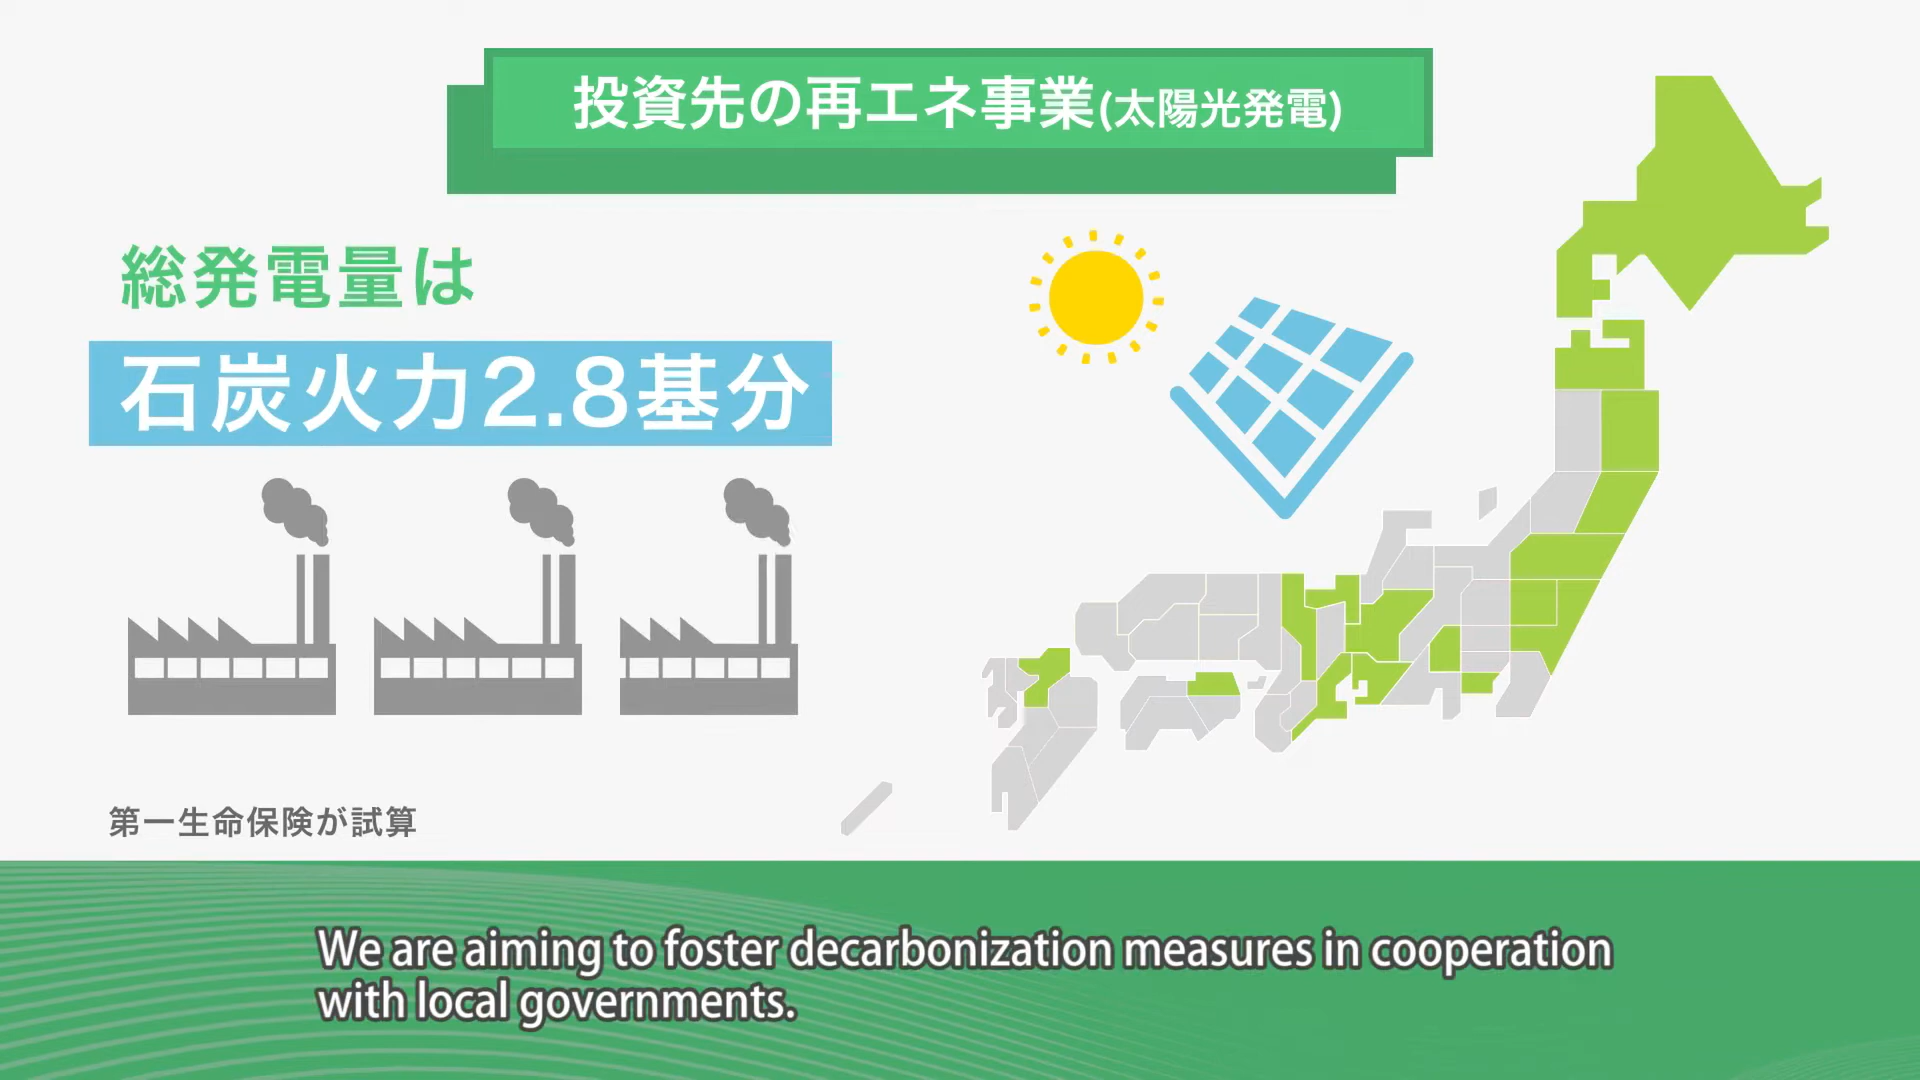 投資先の再エネ事業(太陽光発電)
総発電量は
石炭火力2.8基分
第一生命保険が試算
We are aiming to foster decarbonization measures in cooperation
with local governments.